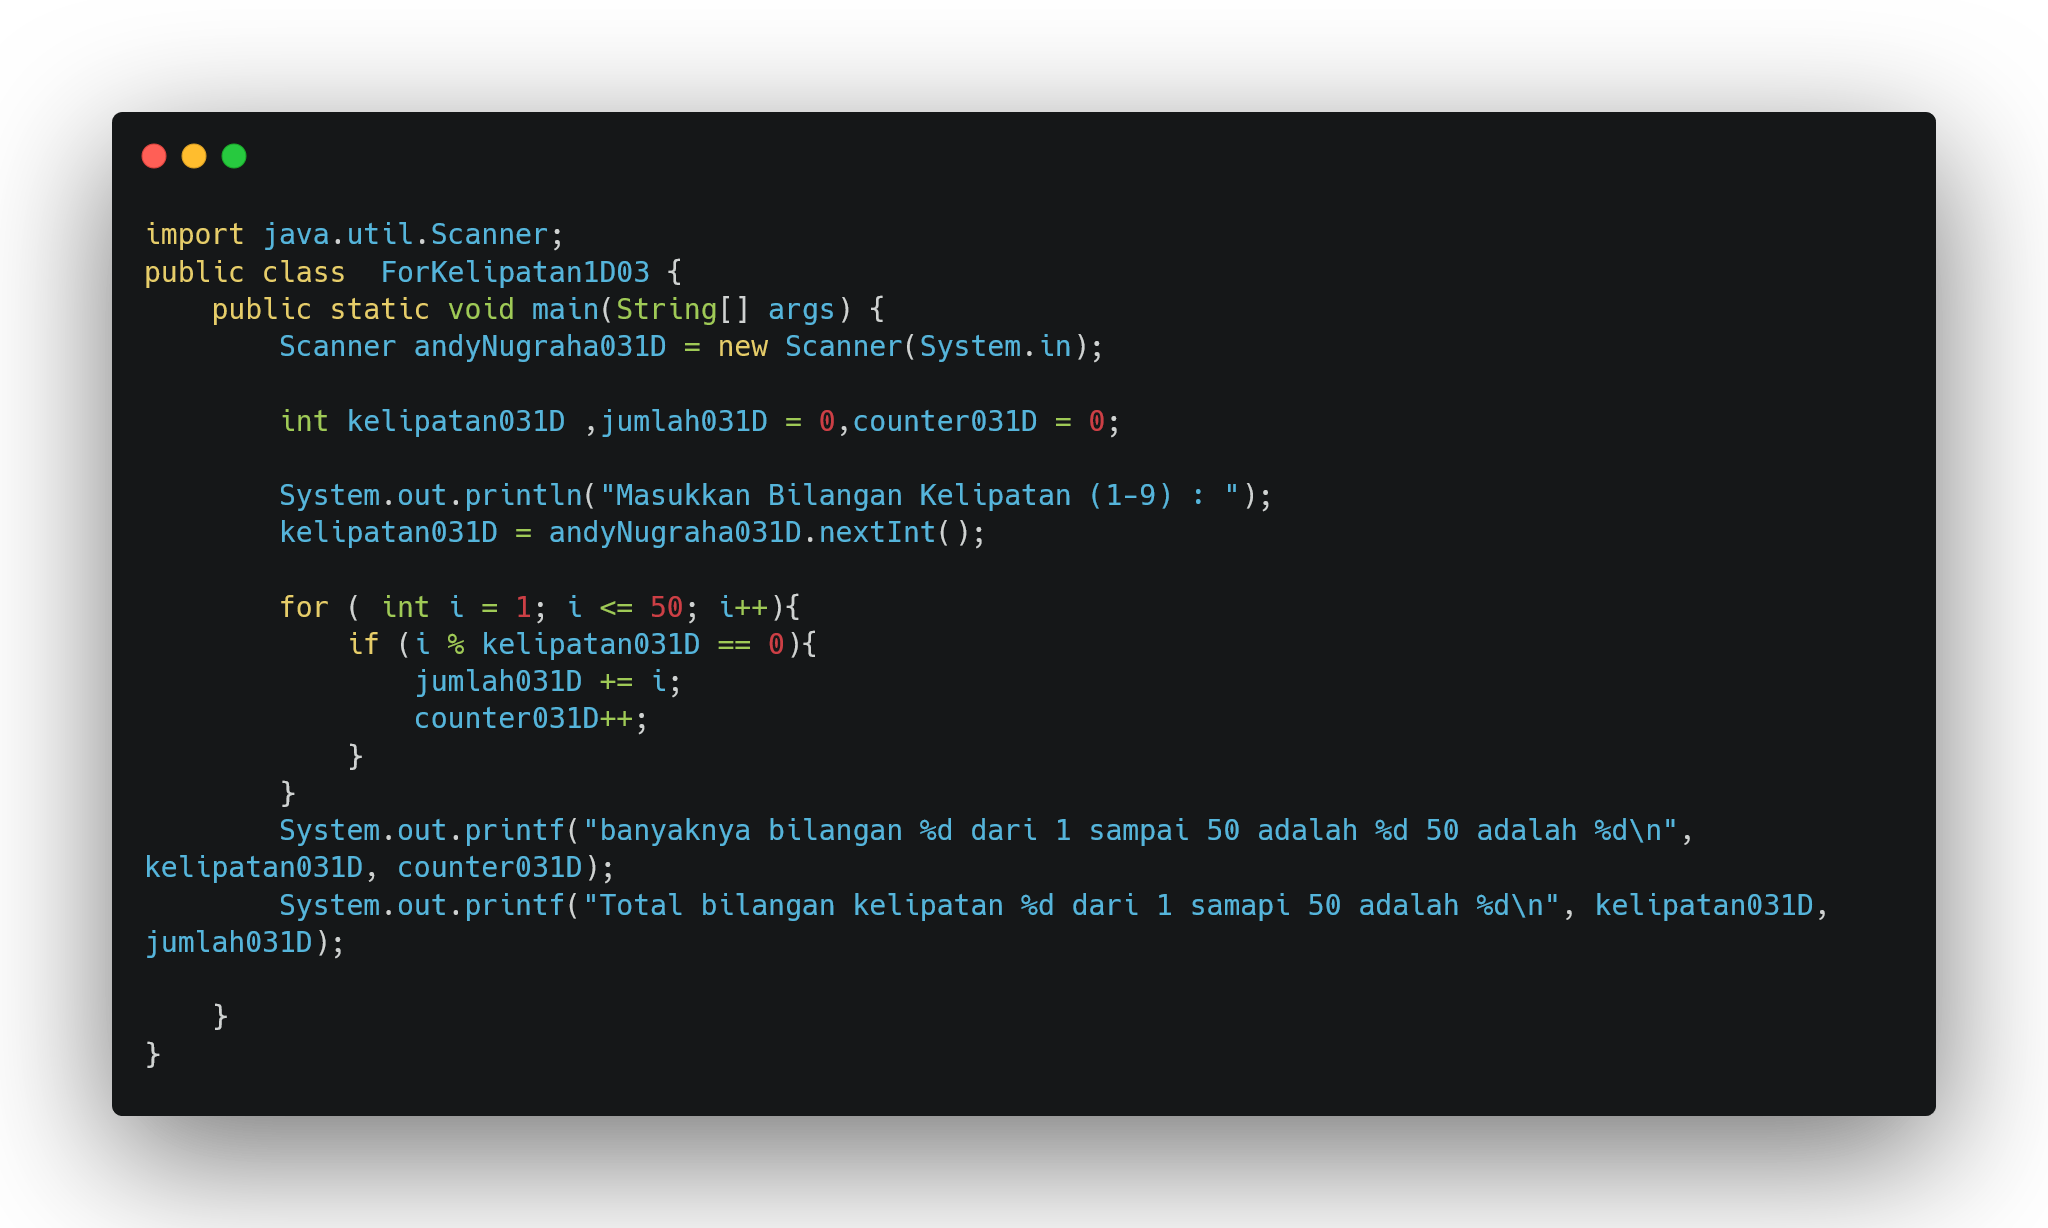 import java.util.Scanner;
public class  ForKelipatan1D03 {
    public static void main(String[] args) {
        Scanner andyNugraha031D = new Scanner(System.in);

        int kelipatan031D ,jumlah031D = 0,counter031D = 0;

        System.out.println("Masukkan Bilangan Kelipatan (1-9) : ");
        kelipatan031D = andyNugraha031D.nextInt();

        for ( int i = 1; i <= 50; i++){
            if (i % kelipatan031D == 0){
                jumlah031D += i;
                counter031D++;
            }
        }
        System.out.printf("banyaknya bilangan %d dari 1 sampai 50 adalah %d 50 adalah %d\n",
kelipatan031D, counter031D);
        System.out.printf("Total bilangan kelipatan %d dari 1 samapi 50 adalah %d\n", kelipatan031D,
jumlah031D);

    }
}